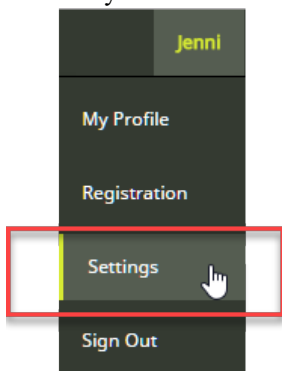 Jenni
My Profile
Registration
Settings
Sign Out